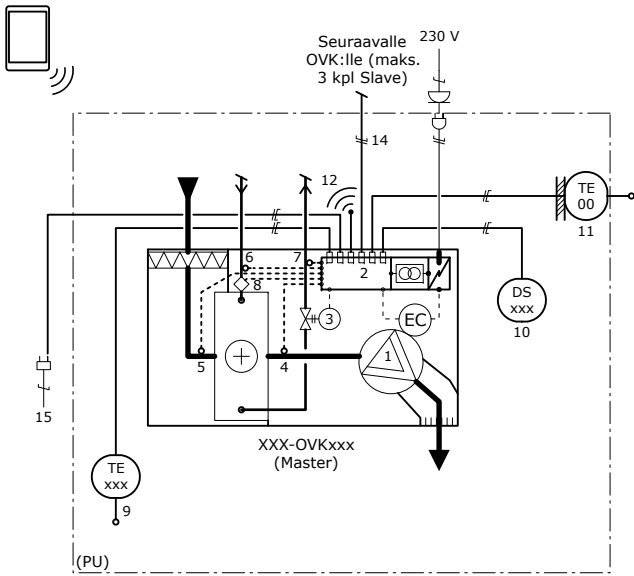 Seuraavalle
OVK:lle (maks.
3 kpl Slave)
230 V
14
12
TE
00
11
6
7
2
8
3
DS
xxx
10
EC
5
4
1
15
XXX-OVKxxx
(Master)
TE
xxx
9
(PU)